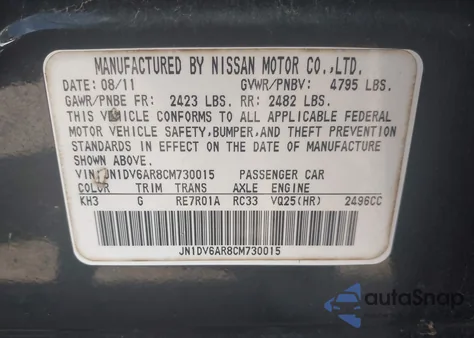 MANUFACTURED BY NISSAN MOTOR CO.,LTD.
DATE: 08/11 GVWR/PNBV: 4795 LBS.
GAWR/PNBE FR: 2423 LBS. RR: 2482 LBS.
THIS VEHICLE CONFORMS TO ALL APPLICABLE FEDERAL
MOTOR VEHICLE SAFETY,BUMPER,AND THEFT PREVENTION
STANDARDS IN EFFECT ON THE DATE OF MANUFACTURE
SHOWN ABOVE.
VIN:JN1DV6AR8CM730015 PASSENGER CAR
COLOR TRIM TRANS AXLE ENGINE
KH3 G RE7R01A RC33 VQ25(HR) 2496CC
JN1DV6AR8CM730015
autoSnap